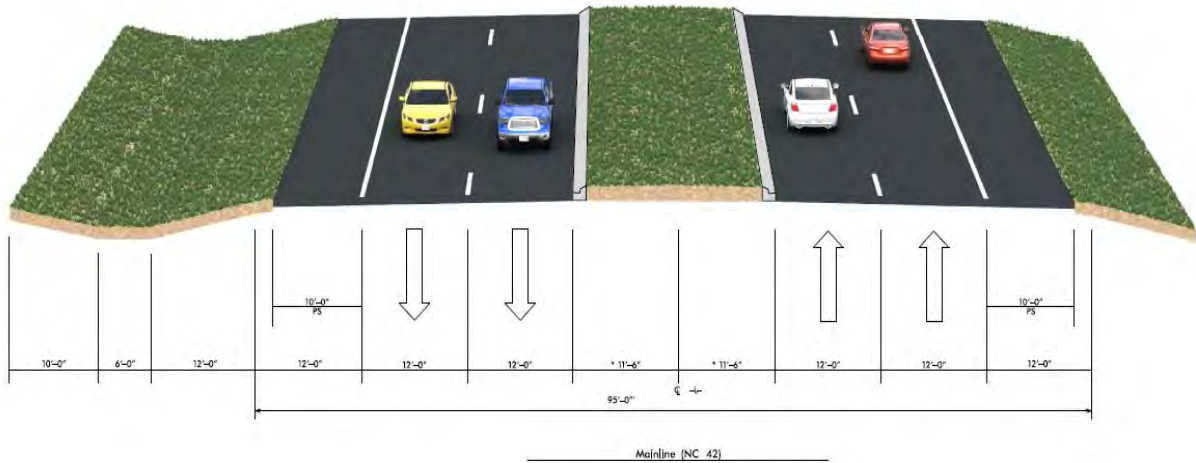 10'-0"
PS
10'-0"
PS
10'-0" 6'-0" 12'-0" 12'-0" 12'-0" 12'-0" * 11'-6" * 11'-6" 12'-0" 12'-0" 12'-0"
℄ -L-
95'-0"
Mainline (NC 42)